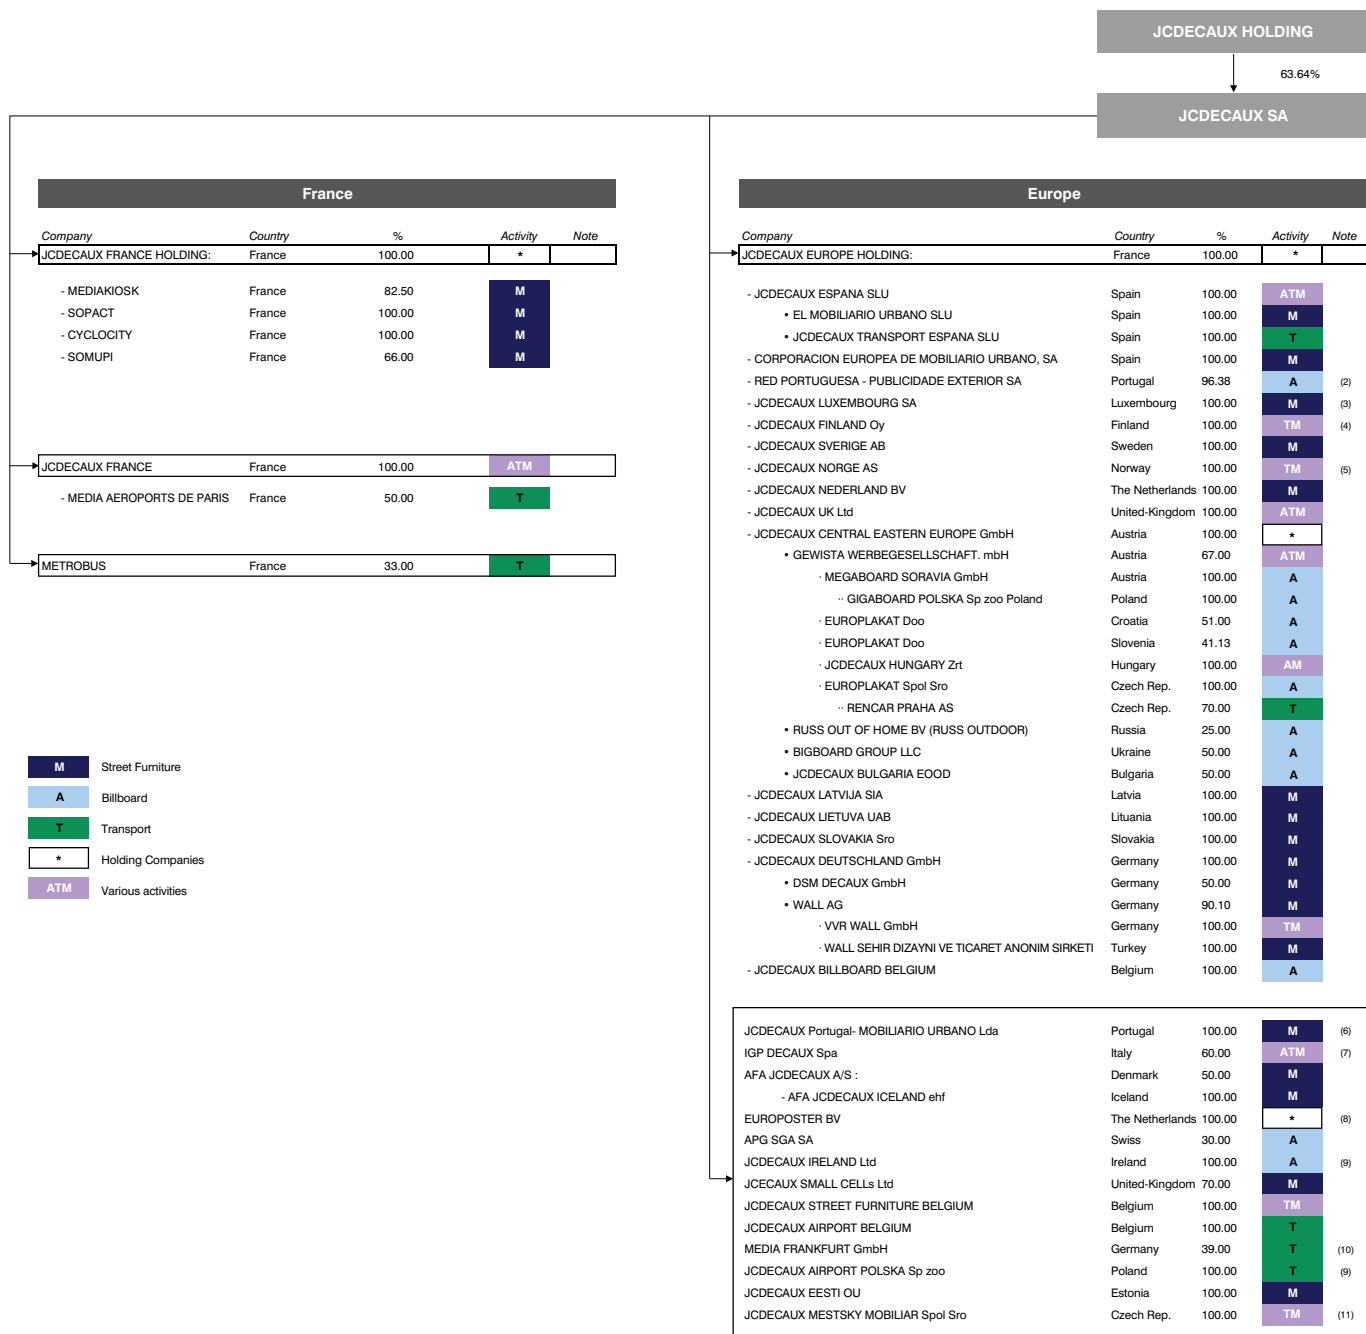 JCDECAUX HOLDING
63.64%
JCDECAUX SA
France
Company Country % Activity Note
JCDECAUX FRANCE HOLDING: France 100.00 *
- MEDIAKIOSK France 82.50 M
- SOPACT France 100.00 M
- CYCLOCITY France 100.00 M
- SOMUPI France 66.00 M
JCDECAUX FRANCE France 100.00 ATM
- MEDIA AEROPORTS DE PARIS France 50.00 T
METROBUS France 33.00 T
M Street Furniture
A Billboard
T Transport
* Holding Companies
ATM Various activities
Europe
Company Country % Activity Note
JCDECAUX EUROPE HOLDING: France 100.00 *
- JCDECAUX ESPANA SLU Spain 100.00 ATM
• EL MOBILIARIO URBANO SLU Spain 100.00 M
• JCDECAUX TRANSPORT ESPANA SLU Spain 100.00 T
- CORPORACION EUROPEA DE MOBILIARIO URBANO, SA Spain 100.00 M
- RED PORTUGUESA - PUBLICIDADE EXTERIOR SA Portugal 96.38 A (2)
- JCDECAUX LUXEMBOURG SA Luxembourg 100.00 M (3)
- JCDECAUX FINLAND Oy Finland 100.00 TM (4)
- JCDECAUX SVERIGE AB Sweden 100.00 M
- JCDECAUX NORGE AS Norway 100.00 TM (5)
- JCDECAUX NEDERLAND BV The Netherlands 100.00 M
- JCDECAUX UK Ltd United-Kingdom 100.00 ATM
- JCDECAUX CENTRAL EASTERN EUROPE GmbH Austria 100.00 *
• GEWISTA WERBEGESELLSCHAFT. mbH Austria 67.00 ATM
· MEGABOARD SORAVIA GmbH Austria 100.00 A
·· GIGABOARD POLSKA Sp zoo Poland Poland 100.00 A
· EUROPLAKAT Doo Croatia 51.00 A
· EUROPLAKAT Doo Slovenia 41.13 A
· JCDECAUX HUNGARY Zrt Hungary 100.00 AM
· EUROPLAKAT Spol Sro Czech Rep. 100.00 A
·· RENCAR PRAHA AS Czech Rep. 70.00 T
• RUSS OUT OF HOME BV (RUSS OUTDOOR) Russia 25.00 A
• BIGBOARD GROUP LLC Ukraine 50.00 A
• JCDECAUX BULGARIA EOOD Bulgaria 50.00 A
- JCDECAUX LATVIJA SIA Latvia 100.00 M
- JCDECAUX LIETUVA UAB Lituania 100.00 M
- JCDECAUX SLOVAKIA Sro Slovakia 100.00 M
- JCDECAUX DEUTSCHLAND GmbH Germany 100.00 M
• DSM DECAUX GmbH Germany 50.00 M
• WALL AG Germany 90.10 M
· VVR WALL GmbH Germany 100.00 TM
· WALL SEHIR DIZAYNI VE TICARET ANONIM SIRKETI Turkey 100.00 M
- JCDECAUX BILLBOARD BELGIUM Belgium 100.00 A
JCDECAUX Portugal- MOBILIARIO URBANO Lda Portugal 100.00 M (6)
IGP DECAUX Spa Italy 60.00 ATM (7)
AFA JCDECAUX A/S : Denmark 50.00 M
- AFA JCDECAUX ICELAND ehf Iceland 100.00 M
EUROPOSTER BV The Netherlands 100.00 * (8)
APG SGA SA Swiss 30.00 A
JCDECAUX IRELAND Ltd Ireland 100.00 A (9)
JCECAUX SMALL CELLs Ltd United-Kingdom 70.00 M
JCDECAUX STREET FURNITURE BELGIUM Belgium 100.00 TM
JCDECAUX AIRPORT BELGIUM Belgium 100.00 T
MEDIA FRANKFURT GmbH Germany 39.00 T (10)
JCDECAUX AIRPORT POLSKA Sp zoo Poland 100.00 T (9)
JCDECAUX EESTI OU Estonia 100.00 M
JCDECAUX MESTSKY MOBILIAR Spol Sro Czech Rep. 100.00 TM (11)